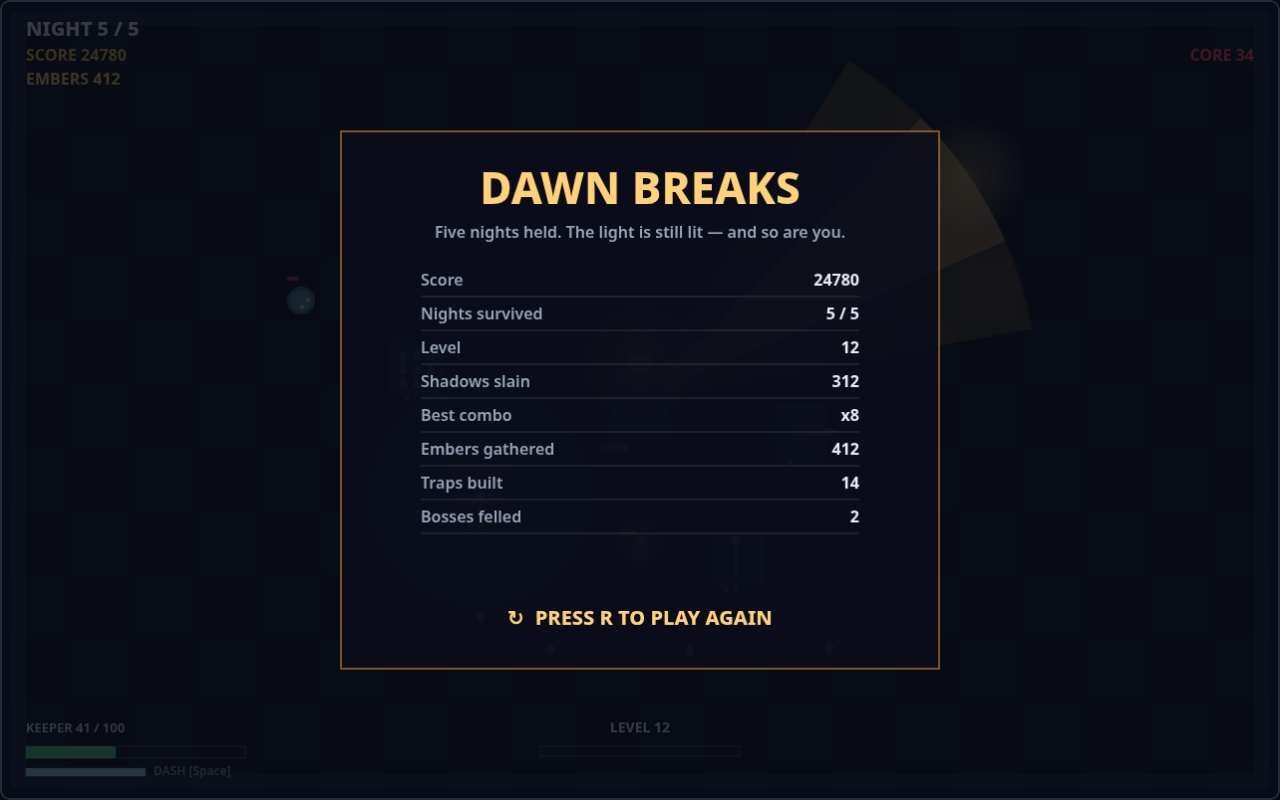 NIGHT 5 / 5
SCORE 24780
EMBERS 412
CORE 34
DAWN BREAKS
Five nights held. The light is still lit — and so are you.
Score 24780
Nights survived 5 / 5
Level 12
Shadows slain 312
Best combo x8
Embers gathered 412
Traps built 14
Bosses felled 2
↻ PRESS R TO PLAY AGAIN
KEEPER 41 / 100
LEVEL 12
DASH [Space]